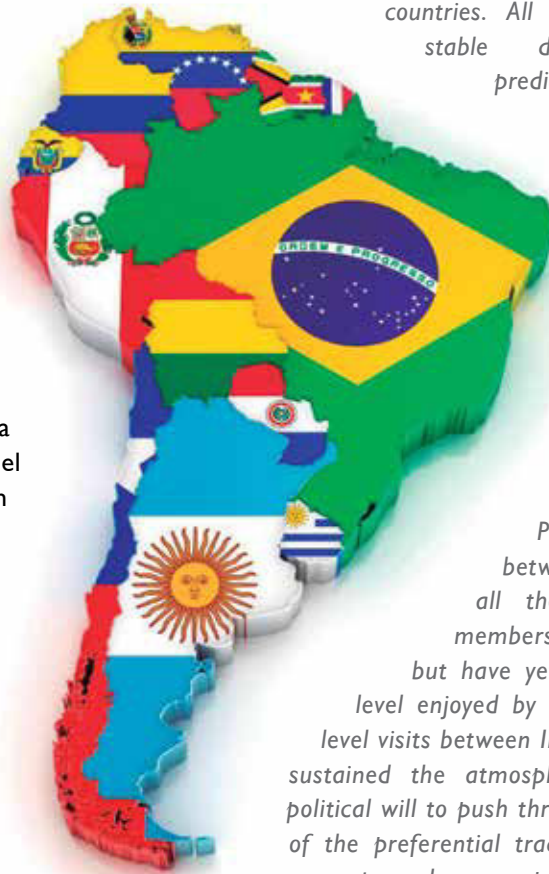 countries. All
stable d
predi
ORDEM E PROGRESSO
a
el
n
P
betw
all th
members
but have ye
level enjoyed by
level visits between I
sustained the atmosph
political will to push thr
of the preferential trad